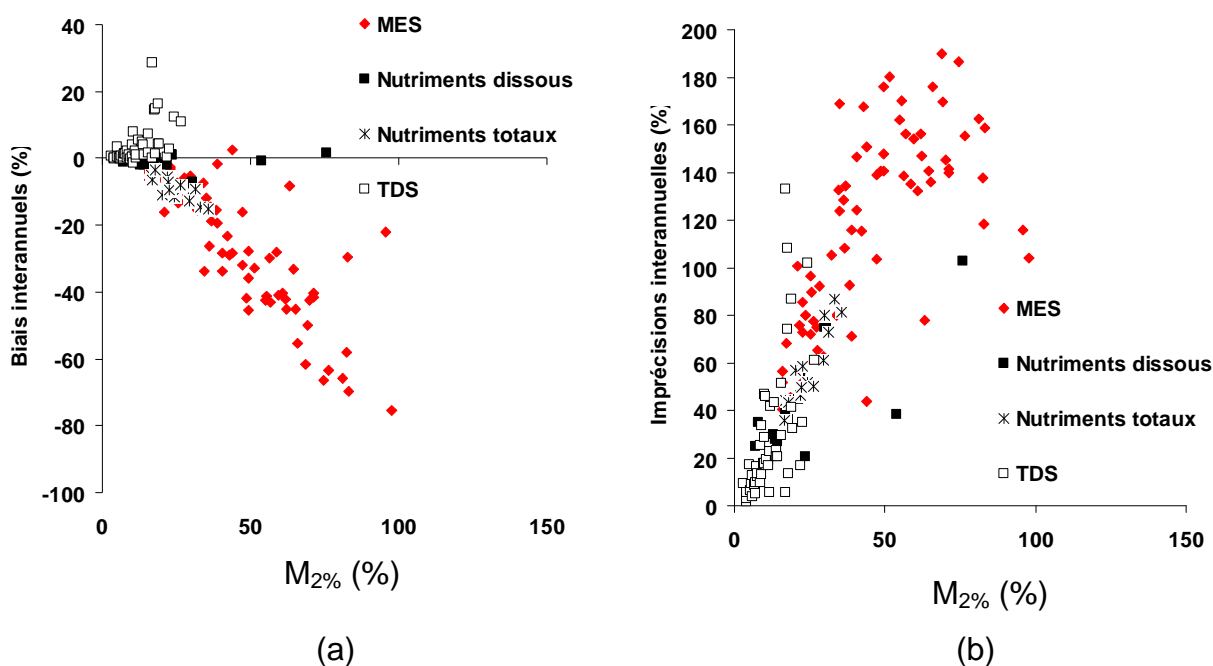 Biais interannuels (%)
40
20
0
-20
-40
-60
-80
-100
0 50 100 150
M2% (%)
MES
Nutriments dissous
Nutriments totaux
TDS
(a)
Imprécisions interannuelles (%)
200
180
160
140
120
100
80
60
40
20
0
0 50 100 150
M2% (%)
MES
Nutriments dissous
Nutriments totaux
TDS
(b)